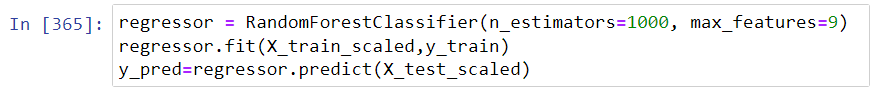 In [365]: regressor = RandomForestClassifier(n_estimators=1000, max_features=9)
regressor.fit(X_train_scaled,y_train)
y_pred=regressor.predict(X_test_scaled)